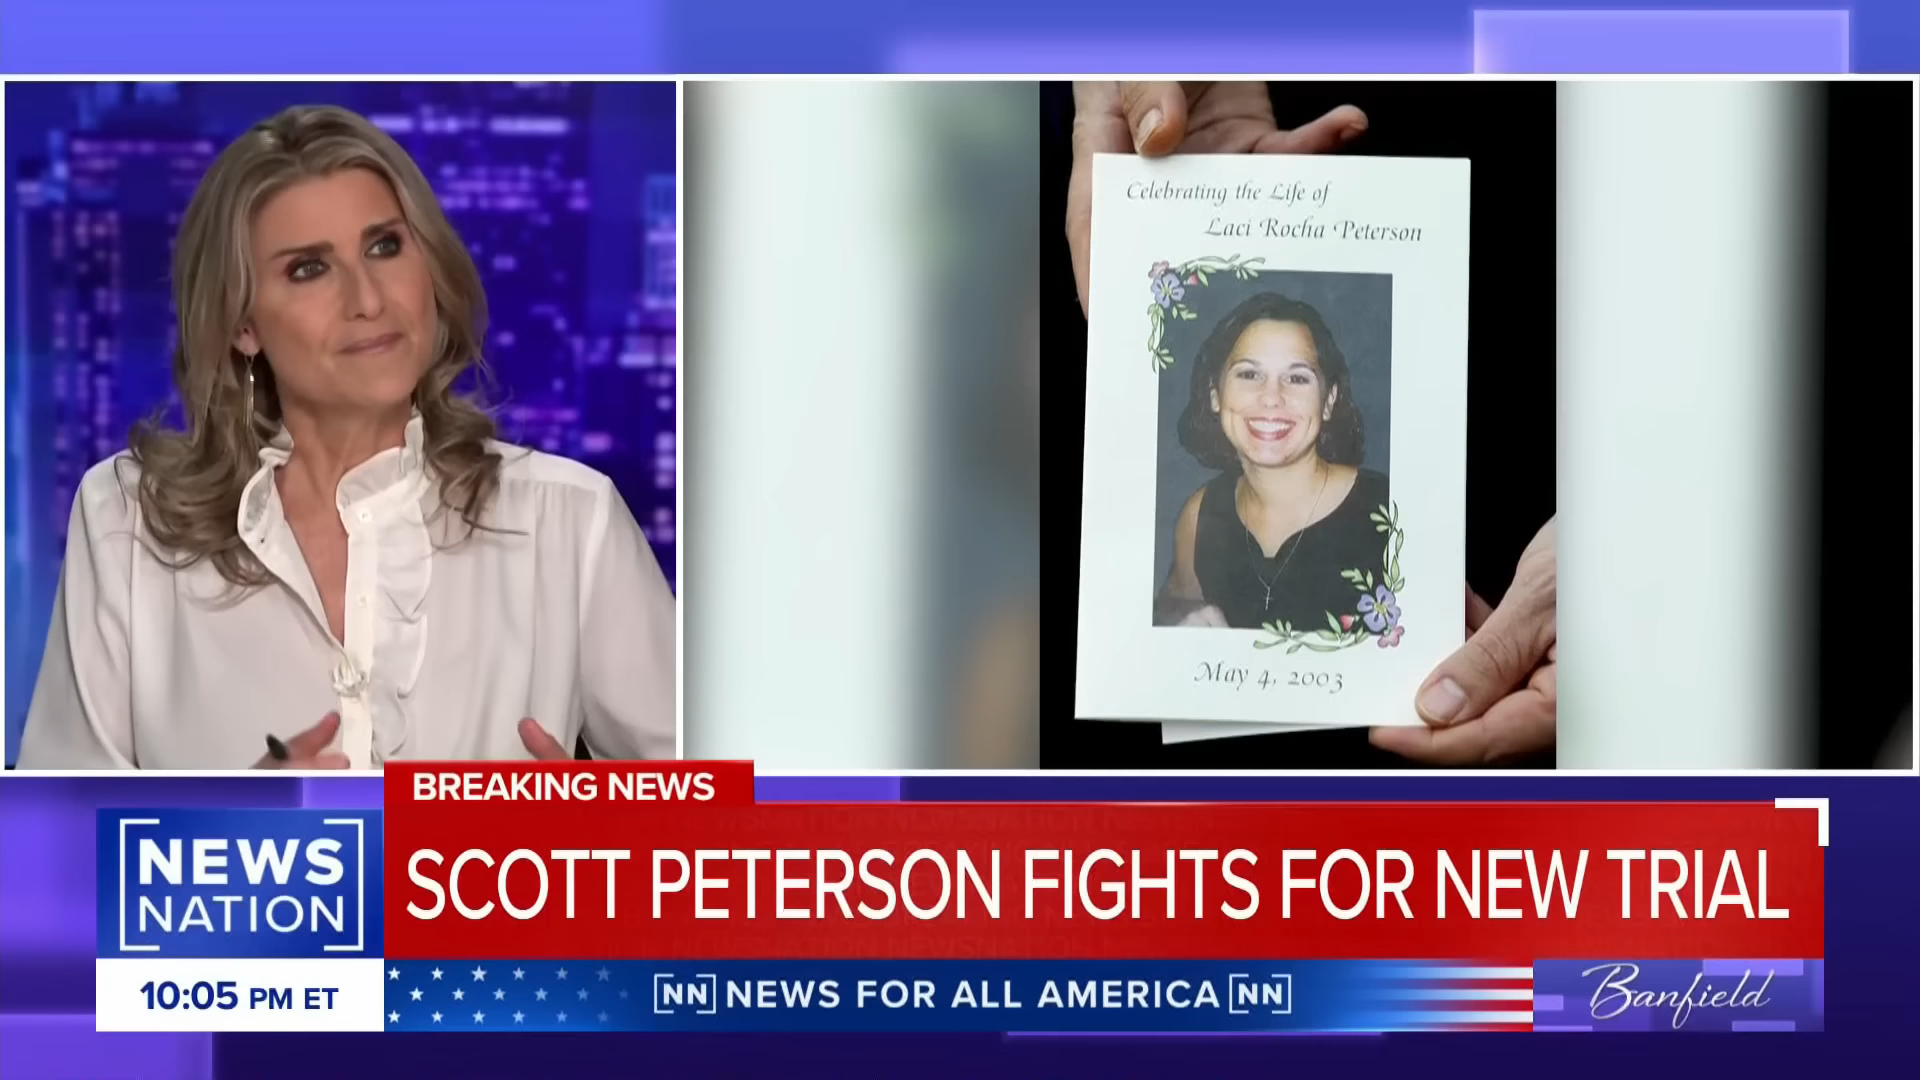 Celebrating the Life of
Laci Rocha Peterson
May 4, 2003
BREAKING NEWS
SCOTT PETERSON FIGHTS FOR NEW TRIAL
NEWS
NATION
10:05 PM ET
NN NEWS FOR ALL AMERICA NN
Banfield